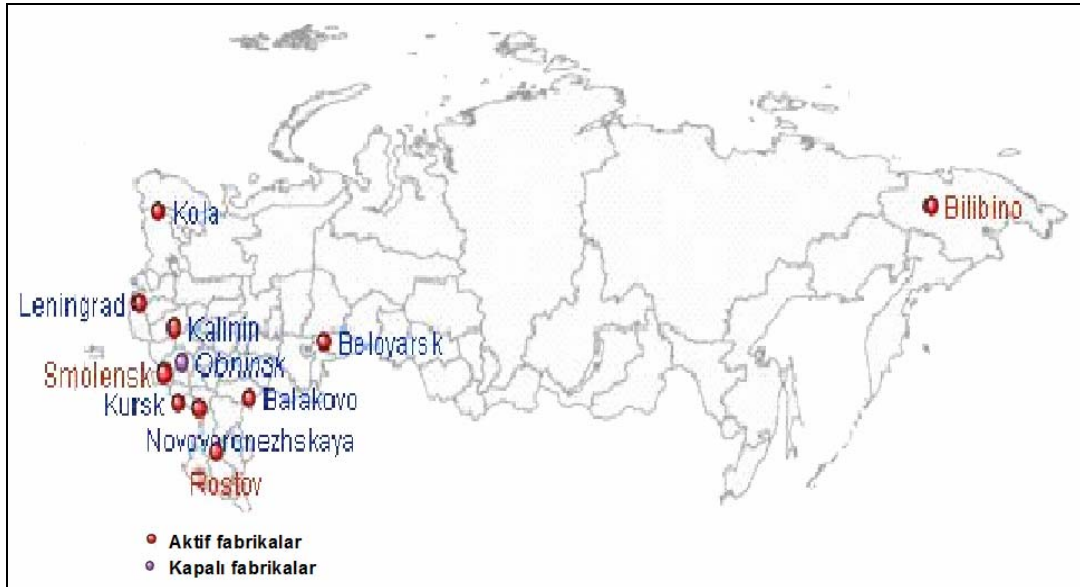 Kola
Bilibino
Leningrad
Kalinin
Beloyarsk
Obninsk
Smolensk
Kursk
Balakovo
Novovoronezhskaya
Rostov
Aktif fabrikalar
Kapalı fabrikalar